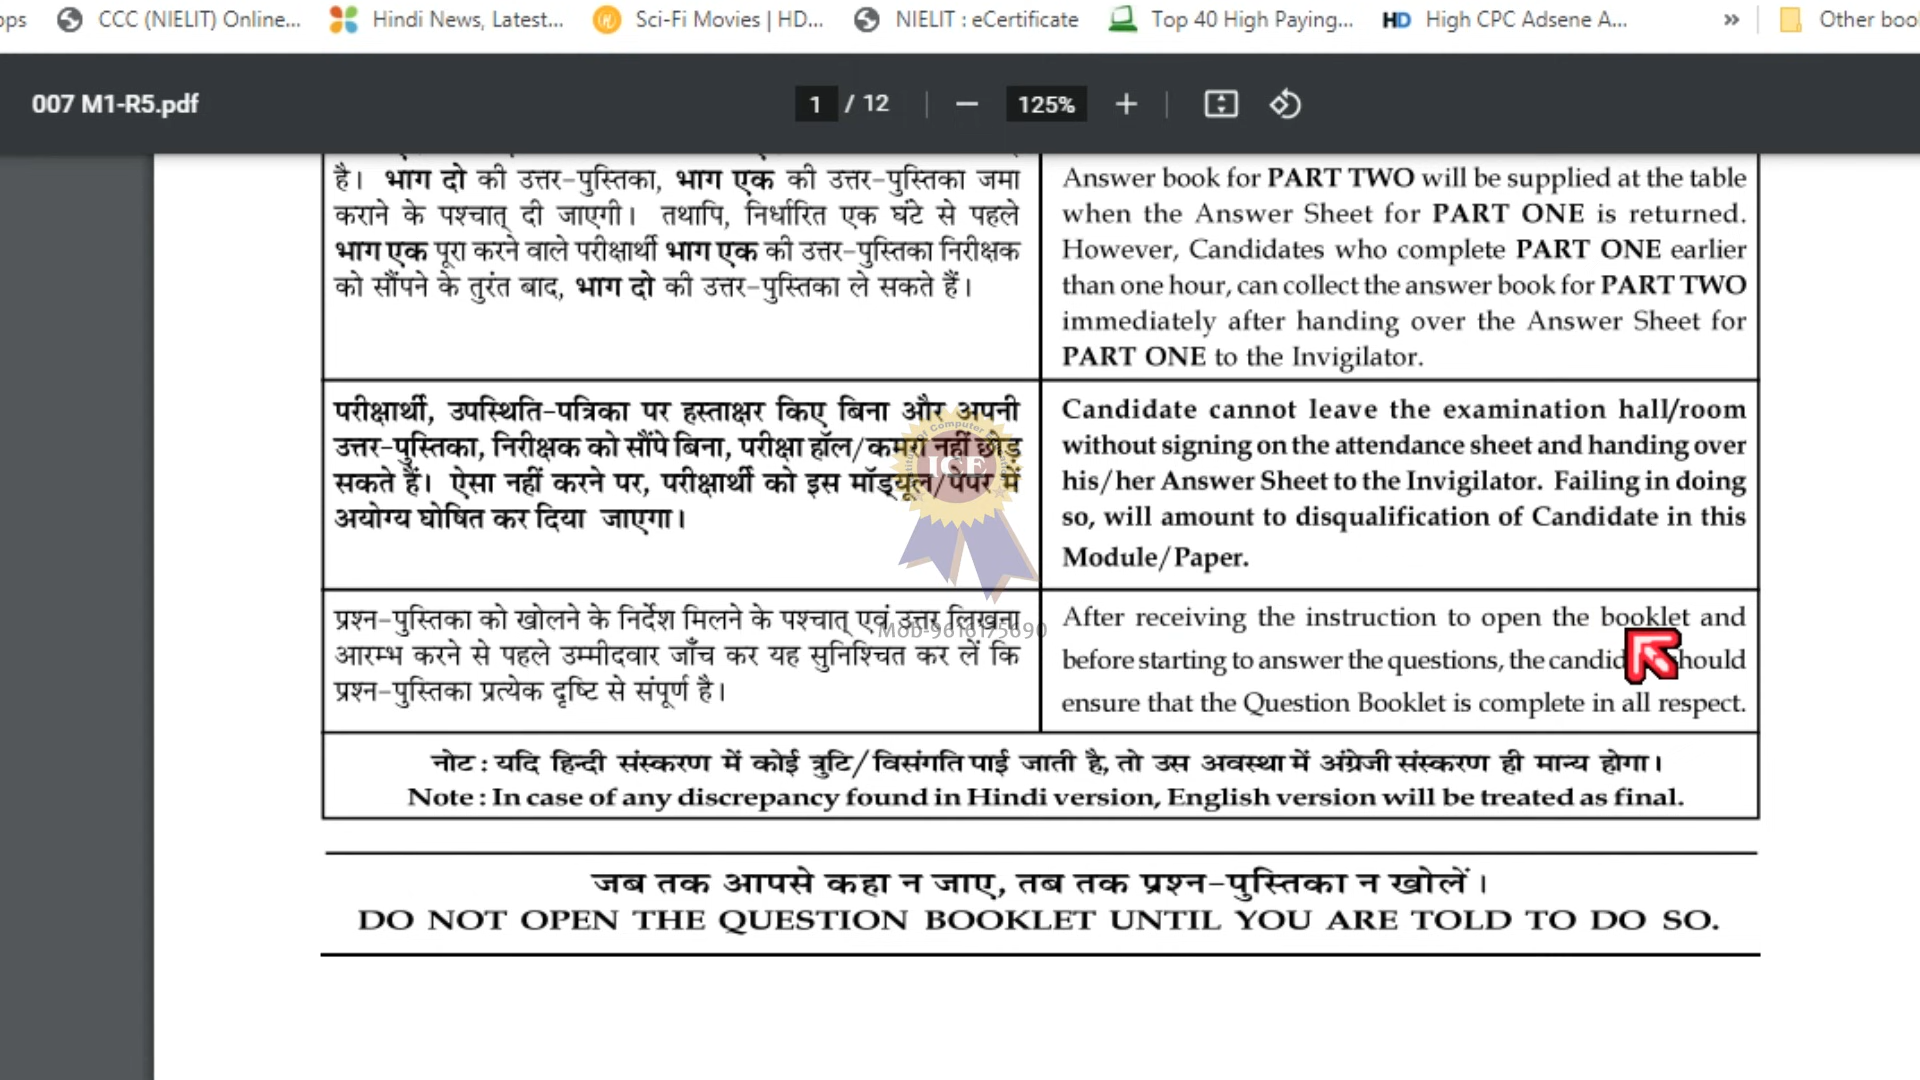 ps
CCC (NIELIT) Online...
Hindi News, Latest...
Sci-Fi Movies | HD...
NIELIT : eCertificate
Top 40 High Paying...
HD High CPC Adsene A...
»
Other boo
007 M1-R5.pdf
1 / 12
125%
है। भाग दो की उत्तर-पुस्तिका, भाग एक की उत्तर-पुस्तिका जमा
कराने के पश्चात् दी जाएगी। तथापि, निर्धारित एक घंटे से पहले
भाग एक पूरा करने वाले परीक्षार्थी भाग एक की उत्तर-पुस्तिका निरीक्षक
को सौंपने के तुरंत बाद, भाग दो की उत्तर-पुस्तिका ले सकते हैं।
Answer book for PART TWO will be supplied at the table
when the Answer Sheet for PART ONE is returned.
However, Candidates who complete PART ONE earlier
than one hour, can collect the answer book for PART TWO
immediately after handing over the Answer Sheet for
PART ONE to the Invigilator.
परीक्षार्थी, उपस्थिति-पत्रिका पर हस्ताक्षर किए बिना और अपनी
उत्तर-पुस्तिका, निरीक्षक को सौंपे बिना, परीक्षा हॉल/कमरा नहीं छोड़
सकते हैं। ऐसा नहीं करने पर, परीक्षार्थी को इस मॉड्यूल/पेपर में
अयोग्य घोषित कर दिया जाएगा।
Candidate cannot leave the examination hall/room
without signing on the attendance sheet and handing over
his/her Answer Sheet to the Invigilator. Failing in doing
so, will amount to disqualification of Candidate in this
Module/Paper.
of Computer
ICE
Mob-9616175690
प्रश्न-पुस्तिका को खोलने के निर्देश मिलने के पश्चात् एवं उत्तर लिखना
आरम्भ करने से पहले उम्मीदवार जाँच कर यह सुनिश्चित कर लें कि
प्रश्न-पुस्तिका प्रत्येक दृष्टि से संपूर्ण है।
After receiving the instruction to open the booklet and
before starting to answer the questions, the candid hould
ensure that the Question Booklet is complete in all respect.
नोट : यदि हिन्दी संस्करण में कोई त्रुटि/विसंगति पाई जाती है, तो उस अवस्था में अंग्रेजी संस्करण ही मान्य होगा।
Note : In case of any discrepancy found in Hindi version, English version will be treated as final.
जब तक आपसे कहा न जाए, तब तक प्रश्न-पुस्तिका न खोलें।
DO NOT OPEN THE QUESTION BOOKLET UNTIL YOU ARE TOLD TO DO SO.